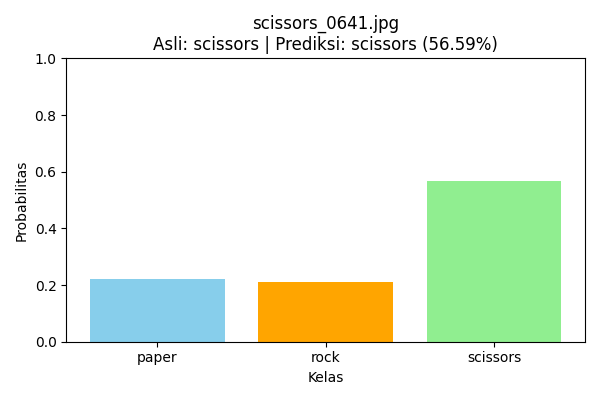 scissors_0641.jpg
Asli: scissors | Prediksi: scissors (56.59%)
1.0
0.8
0.6
0.4
0.2
0.0
Probabilitas
paper rock scissors
Kelas